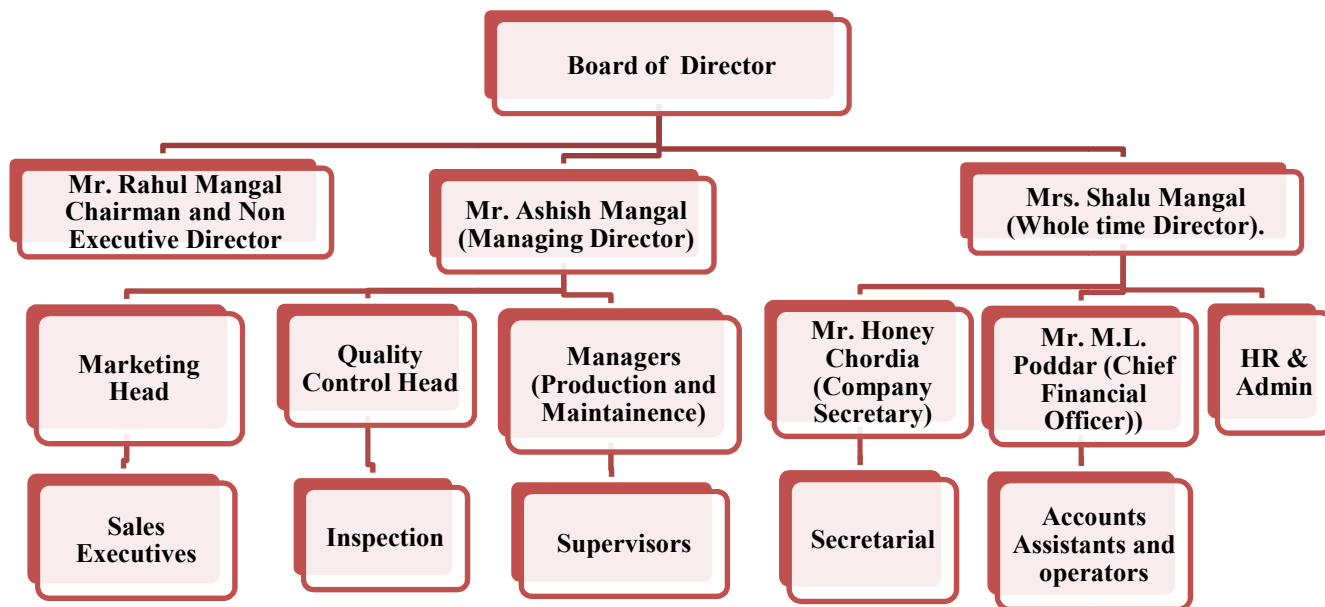 Board of Director
Mr. Rahul Mangal
Chairman and Non
Executive Director
Mr. Ashish Mangal
(Managing Director)
Mrs. Shalu Mangal
(Whole time Director).
Marketing
Head
Quality
Control Head
Managers
(Production and
Maintainence)
Mr. Honey
Chordia
(Company
Secretary)
Mr. M.L.
Poddar (Chief
Financial
Officer))
HR &
Admin
Sales
Executives
Inspection
Supervisors
Secretarial
Accounts
Assistants and
operators